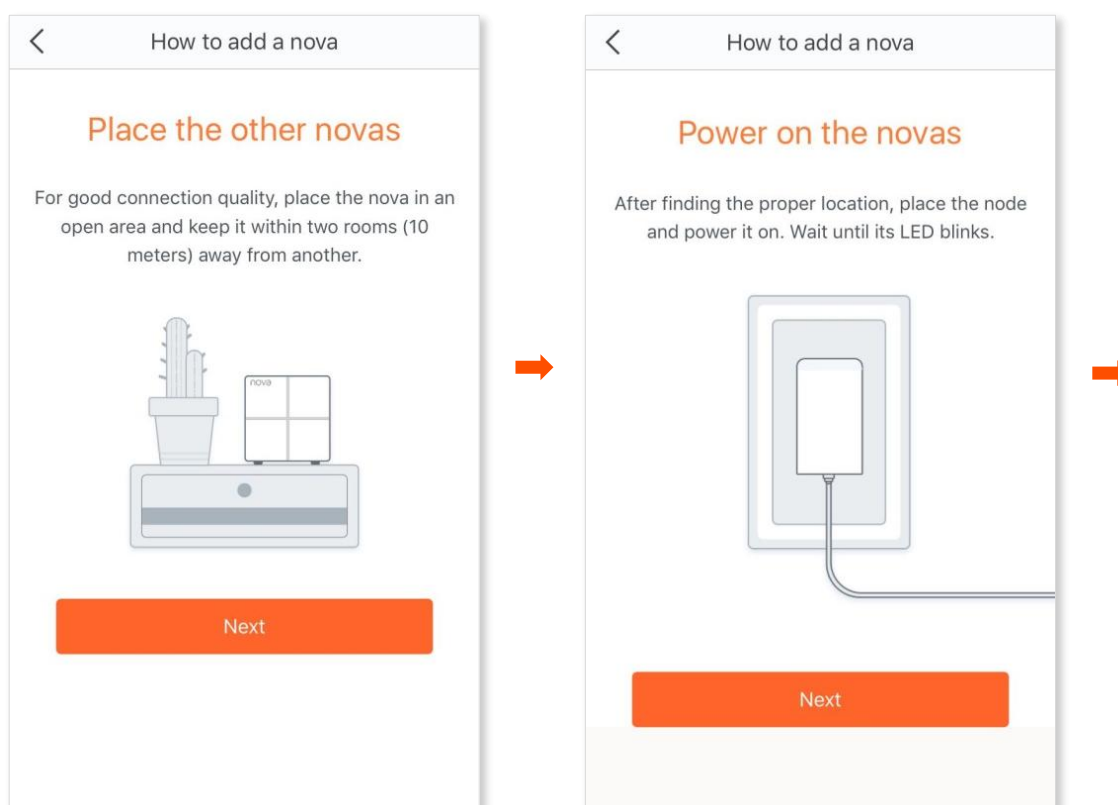 How to add a nova
Place the other novas
For good connection quality, place the nova in an
open area and keep it within two rooms (10
meters) away from another.
nova
Next
How to add a nova
Power on the novas
After finding the proper location, place the node
and power it on. Wait until its LED blinks.
Next